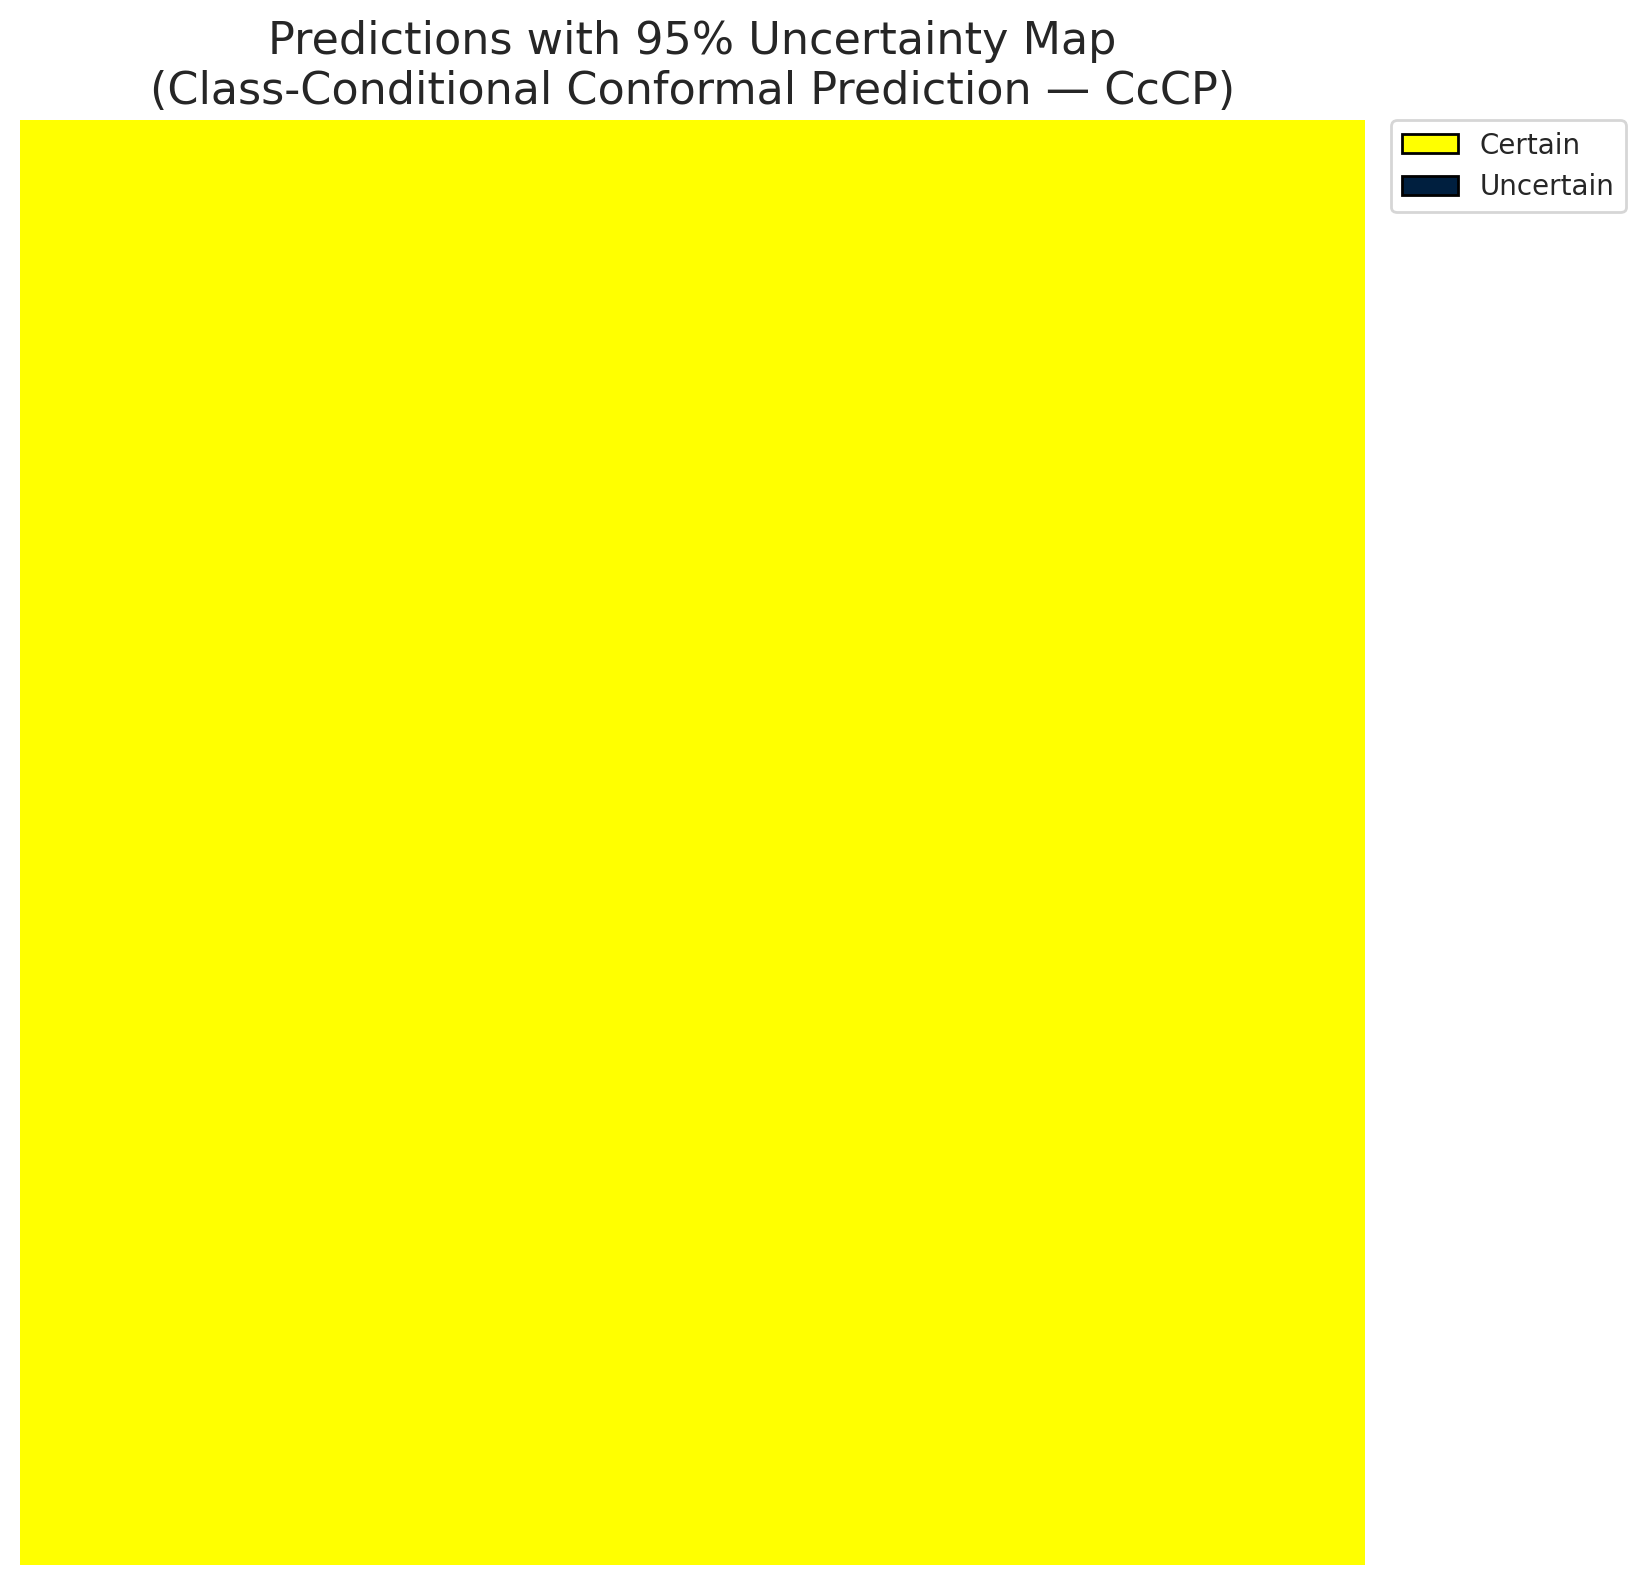 Predictions with 95% Uncertainty Map
(Class-Conditional Conformal Prediction — CcCP)
Certain
Uncertain